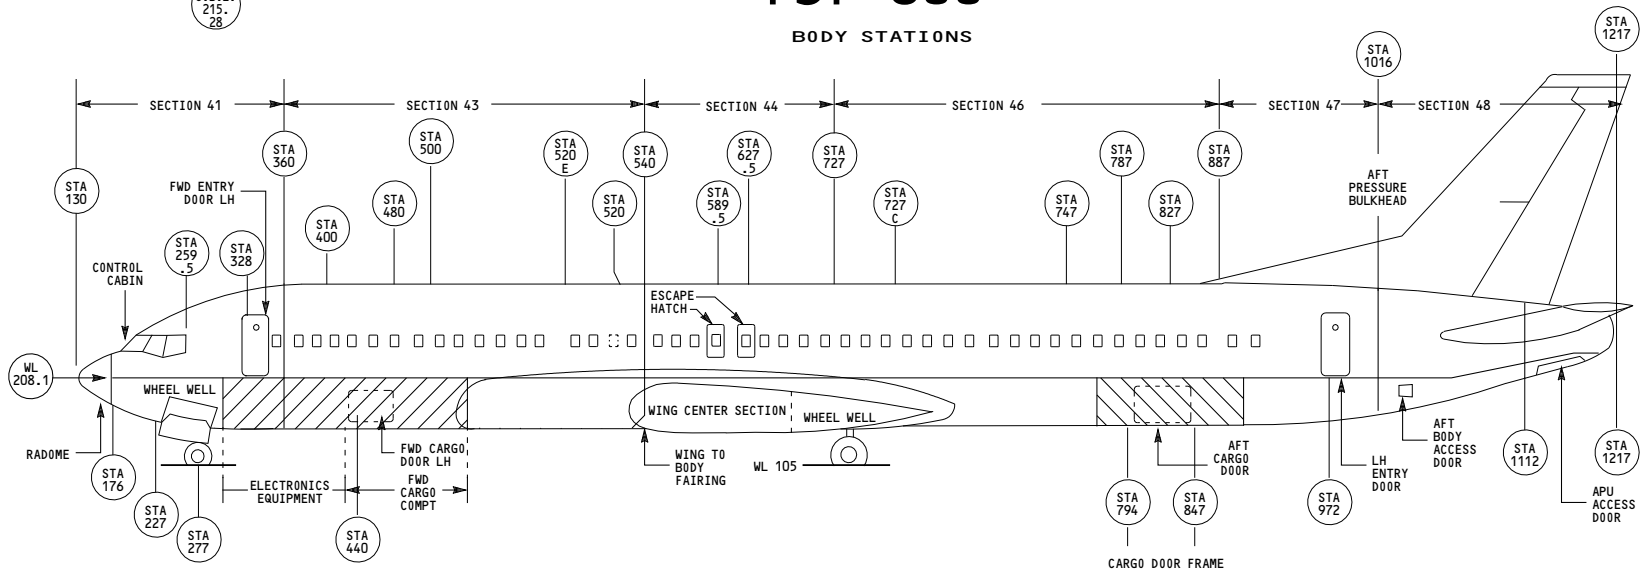 215.
28
BODY STATIONS
STA
1217
STA
1016
SECTION 41
SECTION 43
SECTION 44
SECTION 46
SECTION 47
SECTION 48
STA
130
STA
360
STA
500
STA
520
E
STA
540
STA
627
.5
STA
727
STA
787
STA
887
FWD ENTRY
DOOR LH
STA
400
STA
480
STA
520
STA
589
.5
STA
727
C
STA
747
STA
827
AFT
PRESSURE
BULKHEAD
CONTROL
CABIN
STA
259
.5
STA
328
ESCAPE
HATCH
WL
208.1
WHEEL WELL
WING CENTER SECTION
WHEEL WELL
RADOME
STA
176
STA
227
STA
277
ELECTRONICS
EQUIPMENT
FWD CARGO
DOOR LH
FWD
CARGO
COMPT
STA
440
WING TO
BODY
FAIRING
WL 105
STA
794
STA
847
AFT
CARGO
DOOR
CARGO DOOR FRAME
STA
972
LH
ENTRY
DOOR
AFT
BODY
ACCESS
DOOR
STA
1112
STA
1217
APU
ACCESS
DOOR